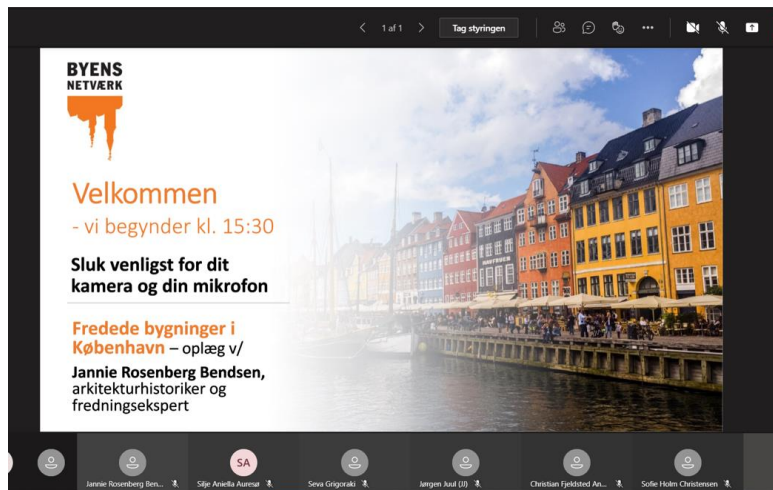 1 af 1
Tag styringen
BYENS
NETVÆRK
Velkommen
- vi begynder kl. 15:30
Sluk venligst for dit
kamera og din mikrofon
Fredede bygninger i
København – oplæg v/
Jannie Rosenberg Bendsen,
arkitekturhistoriker og
fredningsekspert
SA
Jannie Rosenberg Ben...
Silje Aniella Auresø
Seva Grigoraki
Jørgen Juul (JJ)
Christian Fjeldsted An...
Sofie Holm Christensen